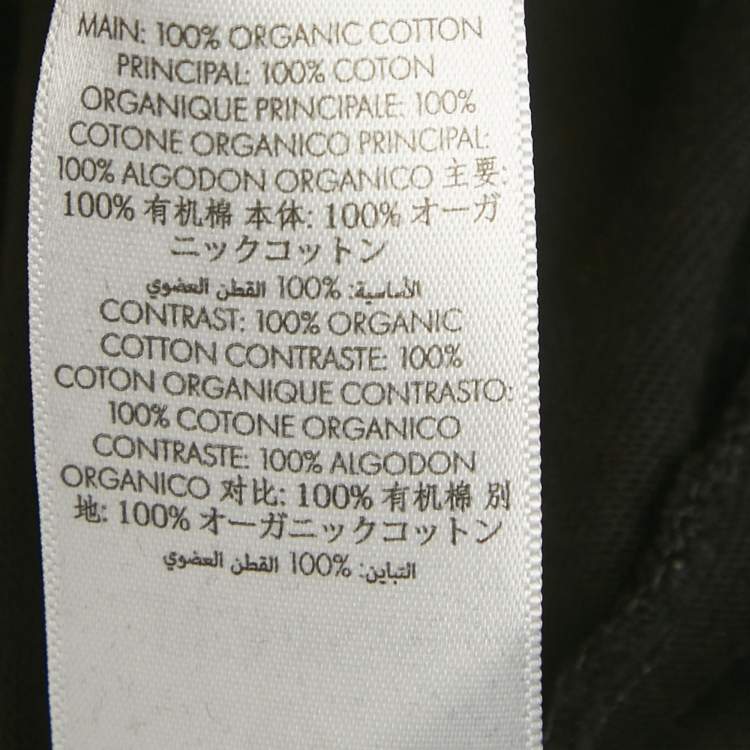 MAIN: 100% ORGANIC COTTON
PRINCIPAL: 100% COTON
ORGANIQUE PRINCIPALE: 100%
COTONE ORGANICO PRINCIPAL:
100% ALGODON ORGANICO 主要:
100% 有机棉 本体: 100% オーガ
ニックコットン
الأساسية: 100% القطن العضوي
CONTRAST: 100% ORGANIC
COTTON CONTRASTE: 100%
COTON ORGANIQUE CONTRASTO:
100% COTONE ORGANICO
CONTRASTE: 100% ALGODON
ORGANICO 对比: 100% 有机棉 別
地: 100% オーガニックコットン
التباين: 100% القطن العضوي